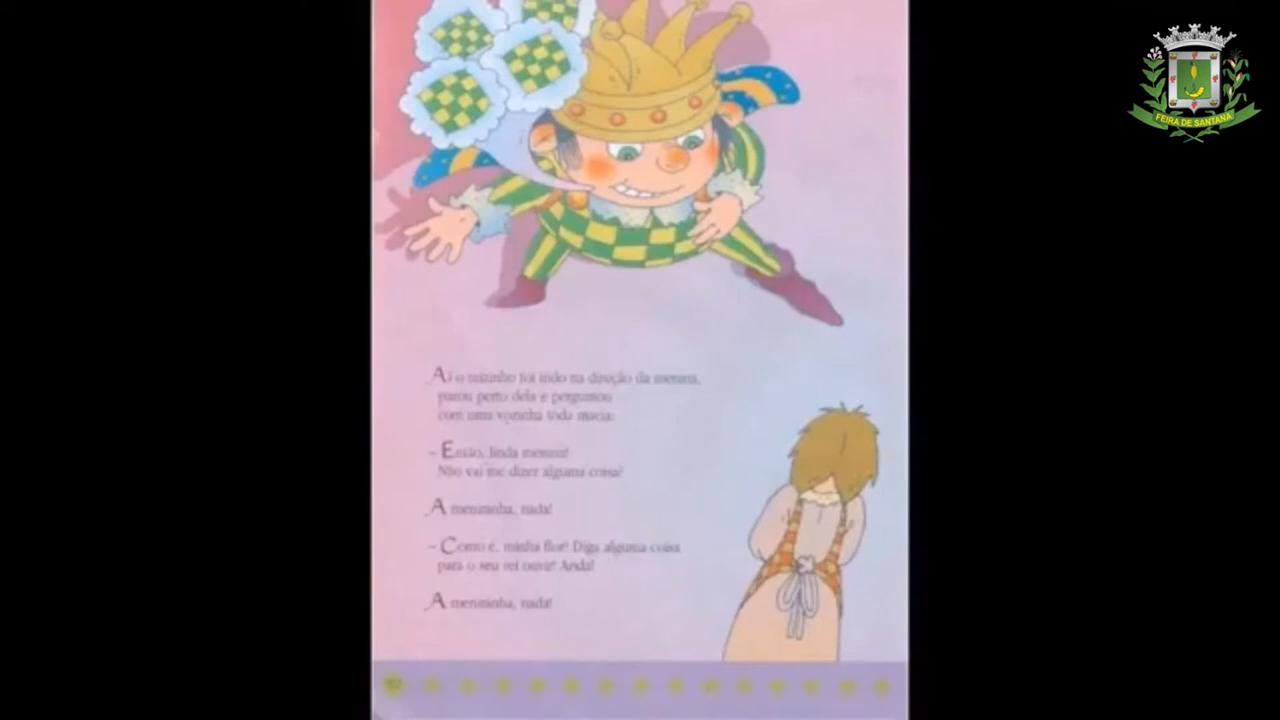 FEIRA DE SANTANA
Aí o reizinho foi indo na direção da menina,
parou perto dela e perguntou
com uma vozinha toda macia:
– Então, linda menina!
Não vai me dizer alguma coisa?
A menininha, nada!
– Como é, minha flor? Diga alguma coisa
para o seu rei ouvir! Anda!
A menininha, nada!